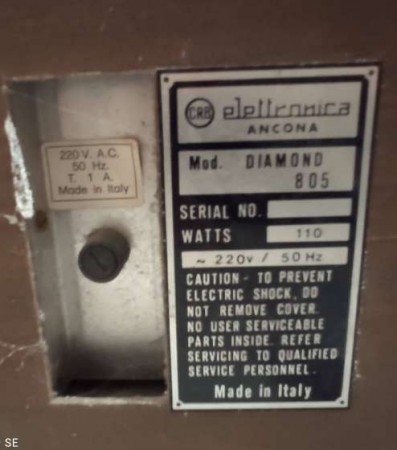 220 V. A.C.
50 Hz.
T. 1 A.
Made in Italy
CRB elettronica
ANCONA
Mod. DIAMOND
805
SERIAL NO.
WATTS 110
~ 220v / 50 Hz
CAUTION - TO PREVENT
ELECTRIC SHOCK, DO
NOT REMOVE COVER.
NO USER SERVICEABLE
PARTS INSIDE. REFER
SERVICING TO QUALIFIED
SERVICE PERSONNEL.
Made in Italy
SE